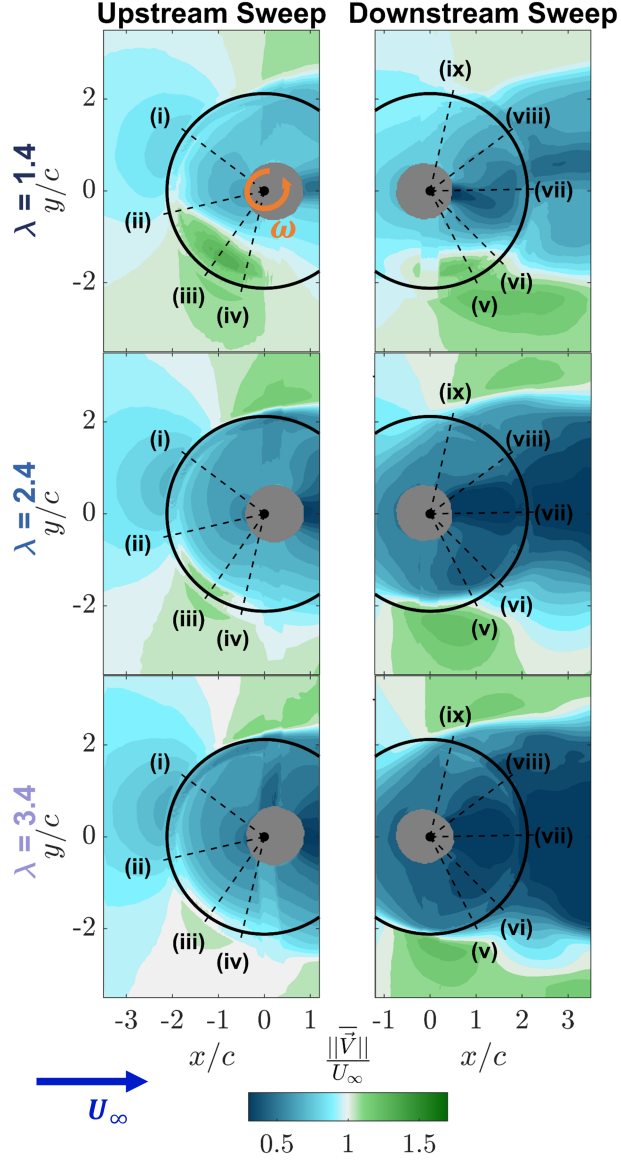 Upstream Sweep Downstream Sweep
λ = 1.4
y/c
2
0
-2
(i)
(ii)
(iii)
(iv)
ω
(ix)
(viii)
(vii)
(vi)
(v)
λ = 2.4
y/c
2
0
-2
(i)
(ii)
(iii)
(iv)
(ix)
(viii)
(vii)
(vi)
(v)
λ = 3.4
y/c
2
0
-2
(i)
(ii)
(iii)
(iv)
(ix)
(viii)
(vii)
(vi)
(v)
-3 -2 -1 0 1 -1 0 1 2 3
x/c x/c
||V⃗||
U∞
U∞
0.5 1 1.5